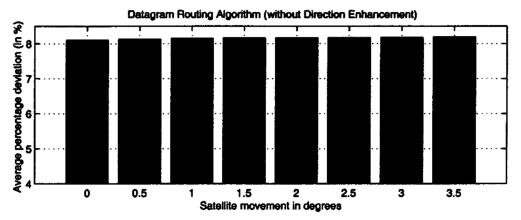 Datagram Routing Algorithm (without Direction Enhancement)
Average percentage deviation (in %)
8
7
6
5
4
0 0.5 1 1.5 2 2.5 3 3.5
Satellite movement in degrees